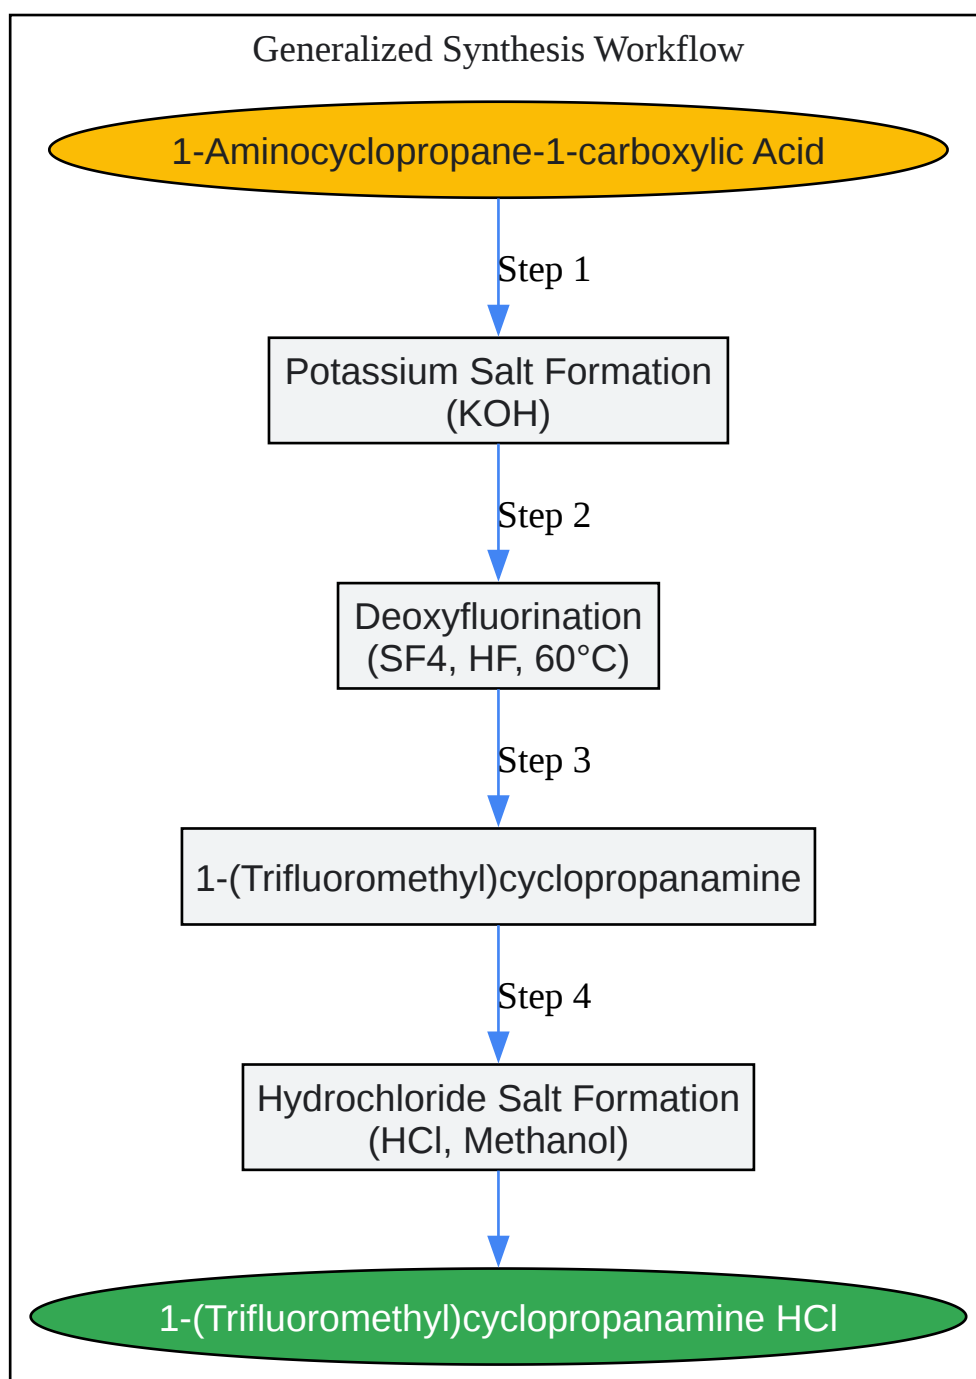 Generalized Synthesis Workflow
1-Aminocyclopropane-1-carboxylic Acid
Step 1
Potassium Salt Formation
(KOH)
Step 2
Deoxyfluorination
(SF4, HF, 60°C)
Step 3
1-(Trifluoromethyl)cyclopropanamine
Step 4
Hydrochloride Salt Formation
(HCl, Methanol)
1-(Trifluoromethyl)cyclopropanamine HCl